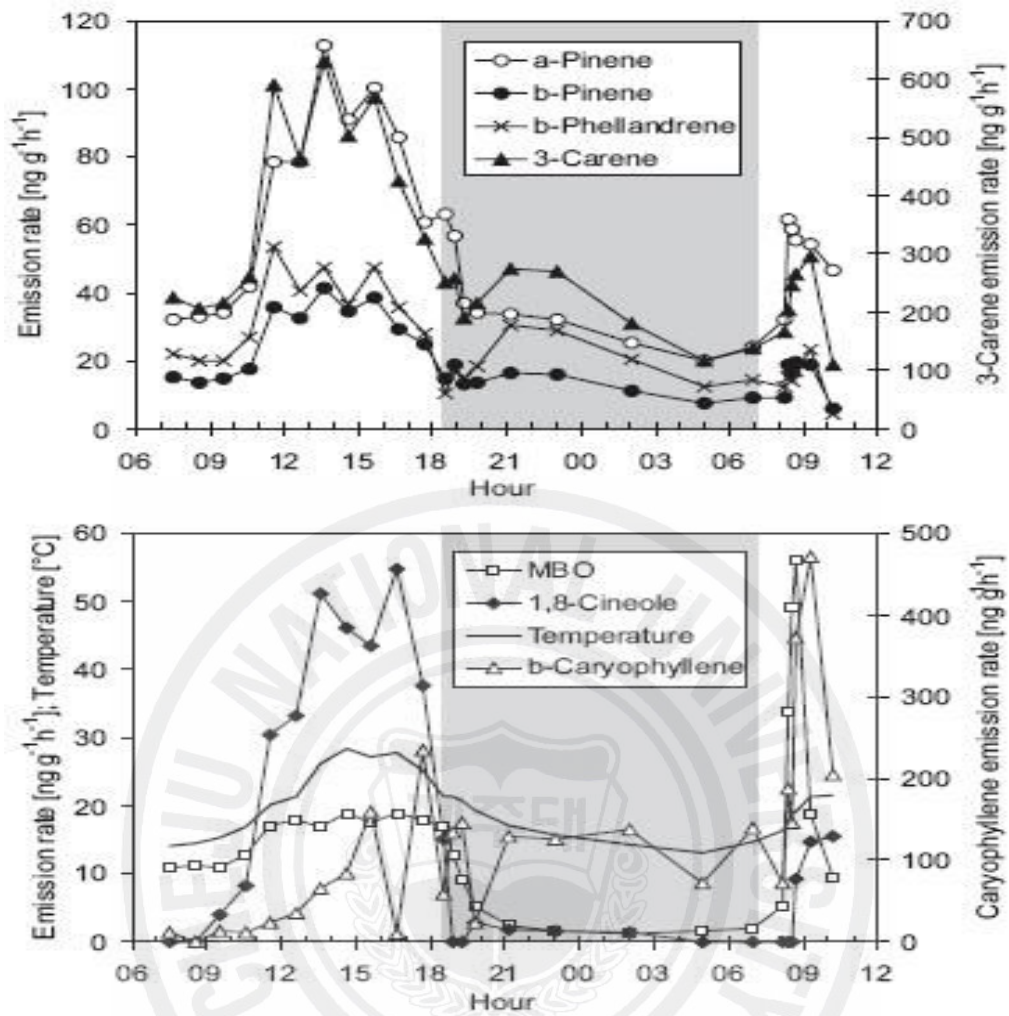 120
100
80
60
40
20
0
Emission rate [ng g⁻¹h⁻¹]
a-Pinene
b-Pinene
b-Phellandrene
3-Carene
700
600
500
400
300
200
100
0
3-Carene emission rate [ng g⁻¹h⁻¹]
06 09 12 15 18 21 00 03 06 09 12
Hour
60
50
40
30
20
10
0
Emission rate [ng g⁻¹h⁻¹]; Temperature [°C]
MBO
1,8-Cineole
Temperature
b-Caryophyllene
500
400
300
200
100
0
Caryophyllene emission rate [ng g⁻¹h⁻¹]
06 09 12 15 18 21 00 03 06 09 12
Hour
JEJU NATIONAL UNIVERSITY